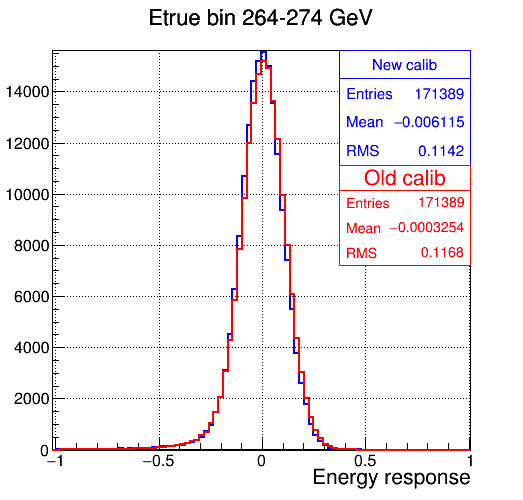 Etrue bin 264-274 GeV
New calib
Entries 171389
Mean −0.006115
RMS 0.1142
Old calib
Entries 171389
Mean −0.0003254
RMS 0.1168
14000
12000
10000
8000
6000
4000
2000
0
−1 −0.5 0 0.5 1
Energy response